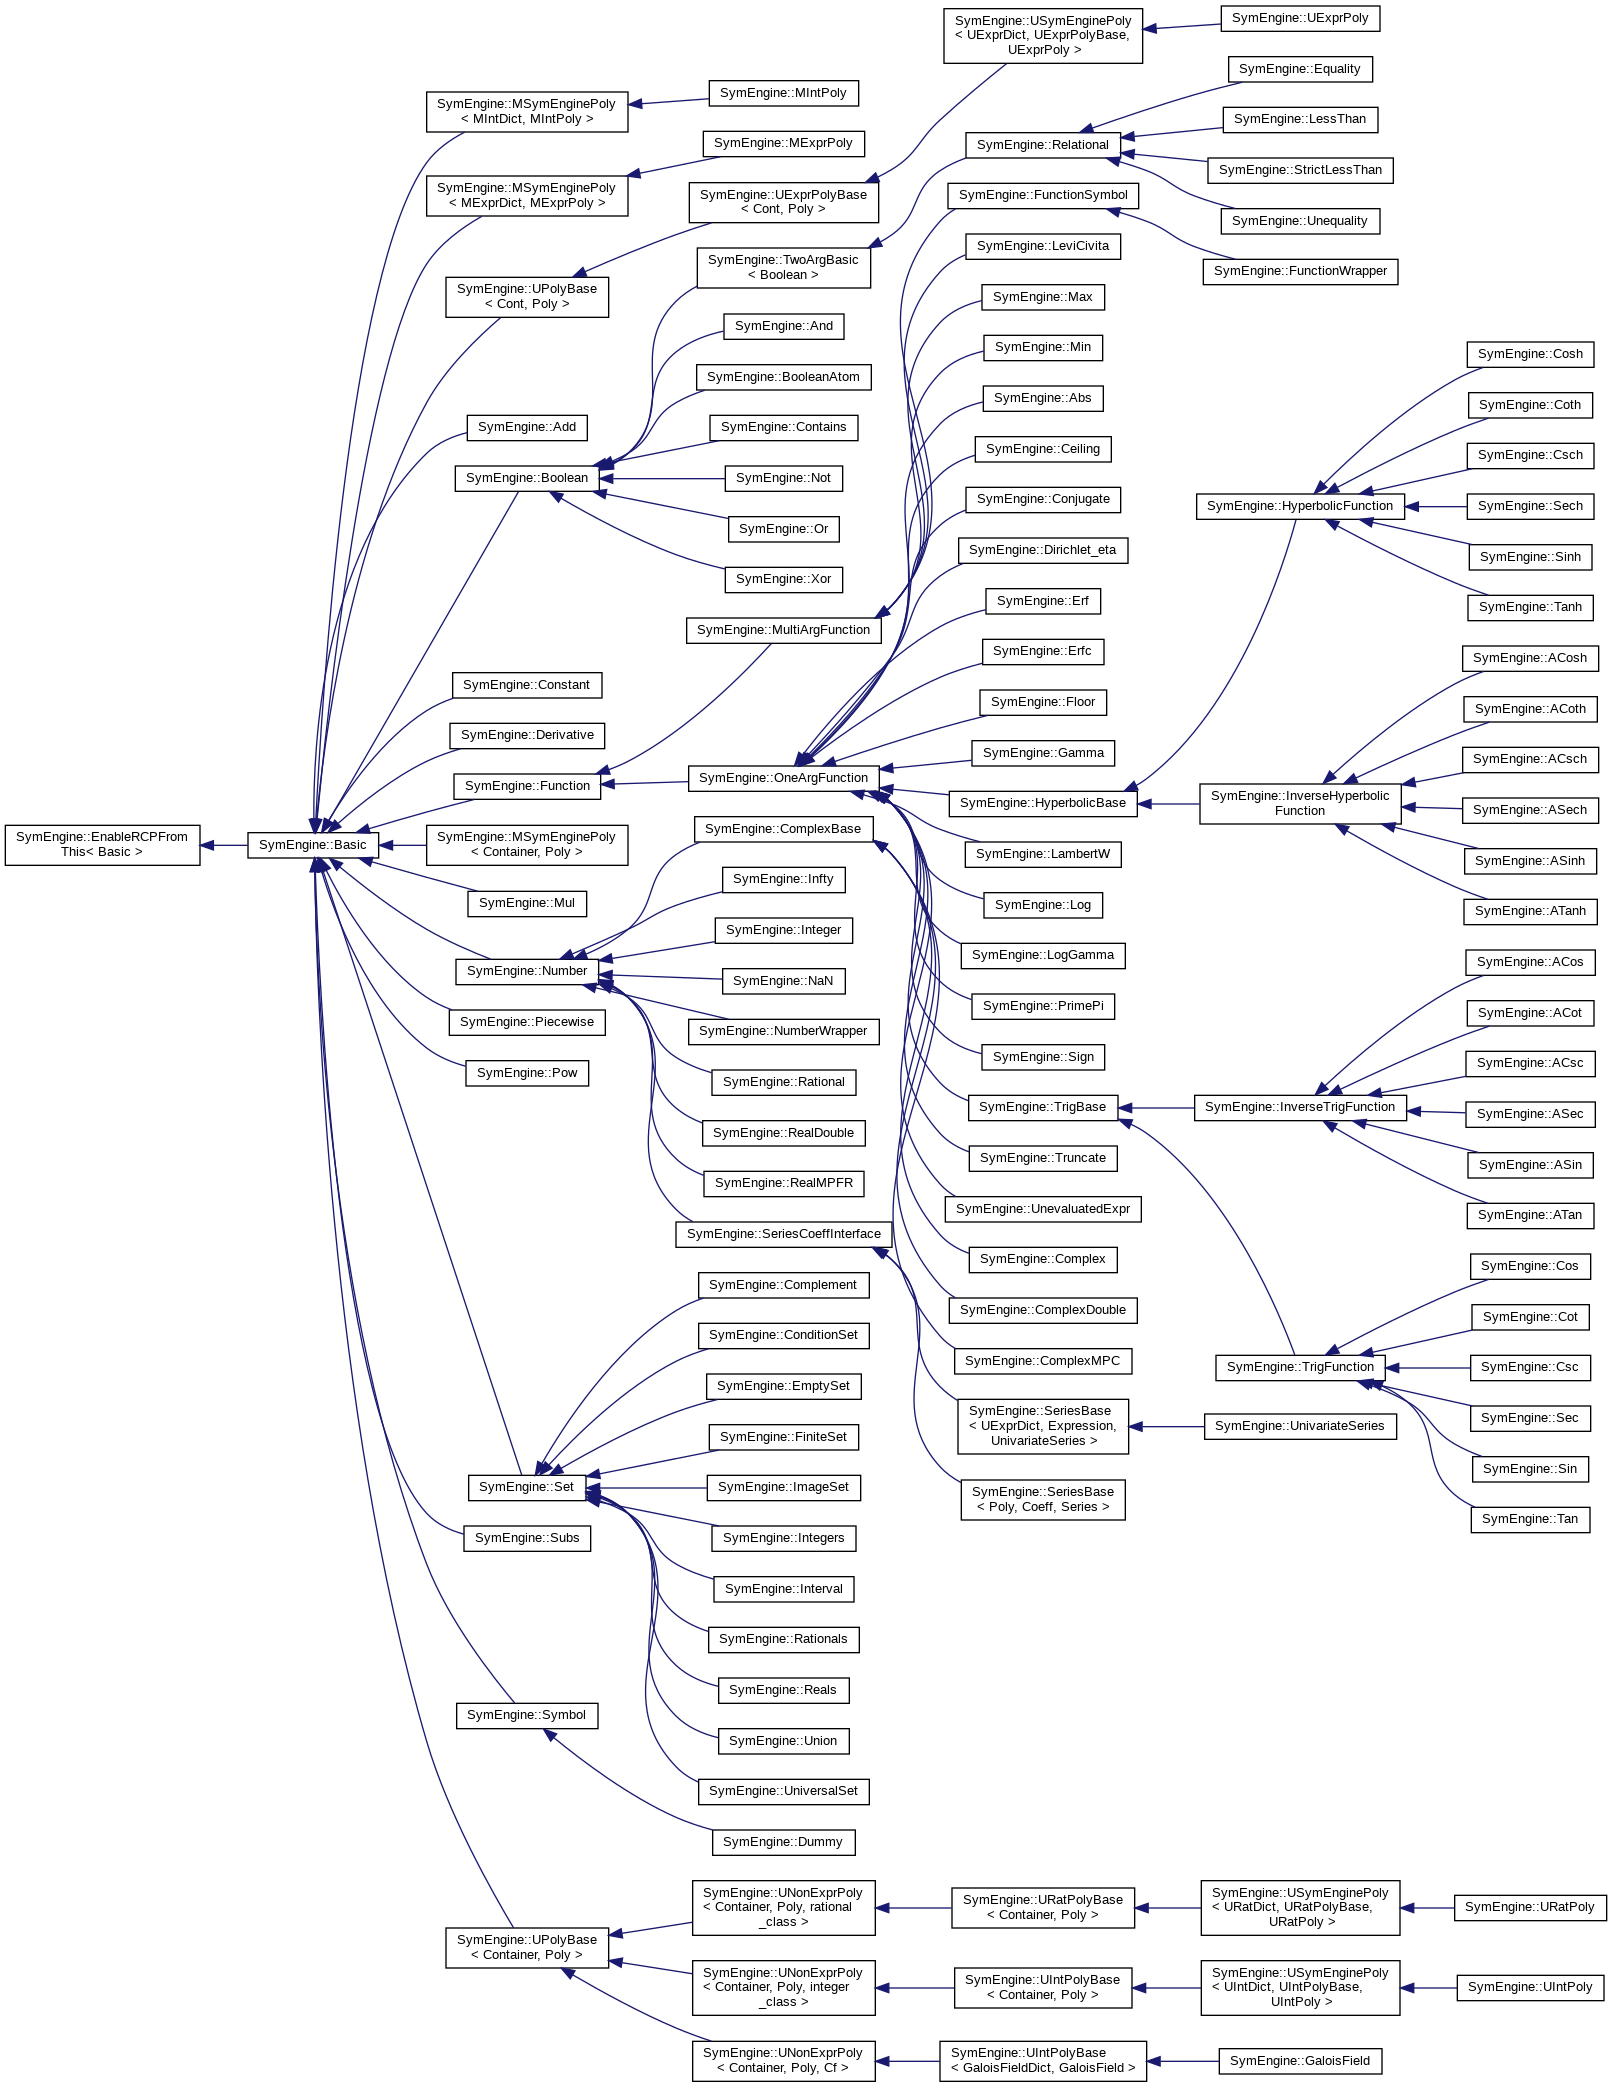 SymEngine::EnableRCPFrom
This< Basic >
SymEngine::Basic
SymEngine::MSymEnginePoly
< MIntDict, MIntPoly >
SymEngine::MSymEnginePoly
< MExprDict, MExprPoly >
SymEngine::UPolyBase
< Cont, Poly >
SymEngine::Add
SymEngine::Boolean
SymEngine::Constant
SymEngine::Derivative
SymEngine::Function
SymEngine::MSymEnginePoly
< Container, Poly >
SymEngine::Mul
SymEngine::Number
SymEngine::Piecewise
SymEngine::Pow
SymEngine::Set
SymEngine::Subs
SymEngine::Symbol
SymEngine::UPolyBase
< Container, Poly >
SymEngine::MIntPoly
SymEngine::MExprPoly
SymEngine::UExprPolyBase
< Cont, Poly >
SymEngine::TwoArgBasic
< Boolean >
SymEngine::And
SymEngine::BooleanAtom
SymEngine::Contains
SymEngine::Not
SymEngine::Or
SymEngine::Xor
SymEngine::MultiArgFunction
SymEngine::OneArgFunction
SymEngine::ComplexBase
SymEngine::Infty
SymEngine::Integer
SymEngine::NaN
SymEngine::NumberWrapper
SymEngine::Rational
SymEngine::RealDouble
SymEngine::RealMPFR
SymEngine::SeriesCoeffInterface
SymEngine::Complement
SymEngine::ConditionSet
SymEngine::EmptySet
SymEngine::FiniteSet
SymEngine::ImageSet
SymEngine::Integers
SymEngine::Interval
SymEngine::Rationals
SymEngine::Reals
SymEngine::Union
SymEngine::UniversalSet
SymEngine::Dummy
SymEngine::UNonExprPoly
< Container, Poly, rational
_class >
SymEngine::UNonExprPoly
< Container, Poly, integer
_class >
SymEngine::UNonExprPoly
< Container, Poly, Cf >
SymEngine::USymEnginePoly
< UExprDict, UExprPolyBase,
UExprPoly >
SymEngine::Relational
SymEngine::FunctionSymbol
SymEngine::LeviCivita
SymEngine::Max
SymEngine::Min
SymEngine::Abs
SymEngine::Ceiling
SymEngine::Conjugate
SymEngine::Dirichlet_eta
SymEngine::Erf
SymEngine::Erfc
SymEngine::Floor
SymEngine::Gamma
SymEngine::HyperbolicBase
SymEngine::LambertW
SymEngine::Log
SymEngine::LogGamma
SymEngine::PrimePi
SymEngine::Sign
SymEngine::TrigBase
SymEngine::Truncate
SymEngine::UnevaluatedExpr
SymEngine::Complex
SymEngine::ComplexDouble
SymEngine::ComplexMPC
SymEngine::SeriesBase
< UExprDict, Expression,
UnivariateSeries >
SymEngine::SeriesBase
< Poly, Coeff, Series >
SymEngine::URatPolyBase
< Container, Poly >
SymEngine::UIntPolyBase
< Container, Poly >
SymEngine::UIntPolyBase
< GaloisFieldDict, GaloisField >
SymEngine::UExprPoly
SymEngine::Equality
SymEngine::LessThan
SymEngine::StrictLessThan
SymEngine::Unequality
SymEngine::FunctionWrapper
SymEngine::HyperbolicFunction
SymEngine::InverseHyperbolic
Function
SymEngine::InverseTrigFunction
SymEngine::TrigFunction
SymEngine::UnivariateSeries
SymEngine::USymEnginePoly
< URatDict, URatPolyBase,
URatPoly >
SymEngine::USymEnginePoly
< UIntDict, UIntPolyBase,
UIntPoly >
SymEngine::GaloisField
SymEngine::Cosh
SymEngine::Coth
SymEngine::Csch
SymEngine::Sech
SymEngine::Sinh
SymEngine::Tanh
SymEngine::ACosh
SymEngine::ACoth
SymEngine::ACsch
SymEngine::ASech
SymEngine::ASinh
SymEngine::ATanh
SymEngine::ACos
SymEngine::ACot
SymEngine::ACsc
SymEngine::ASec
SymEngine::ASin
SymEngine::ATan
SymEngine::Cos
SymEngine::Cot
SymEngine::Csc
SymEngine::Sec
SymEngine::Sin
SymEngine::Tan
SymEngine::URatPoly
SymEngine::UIntPoly